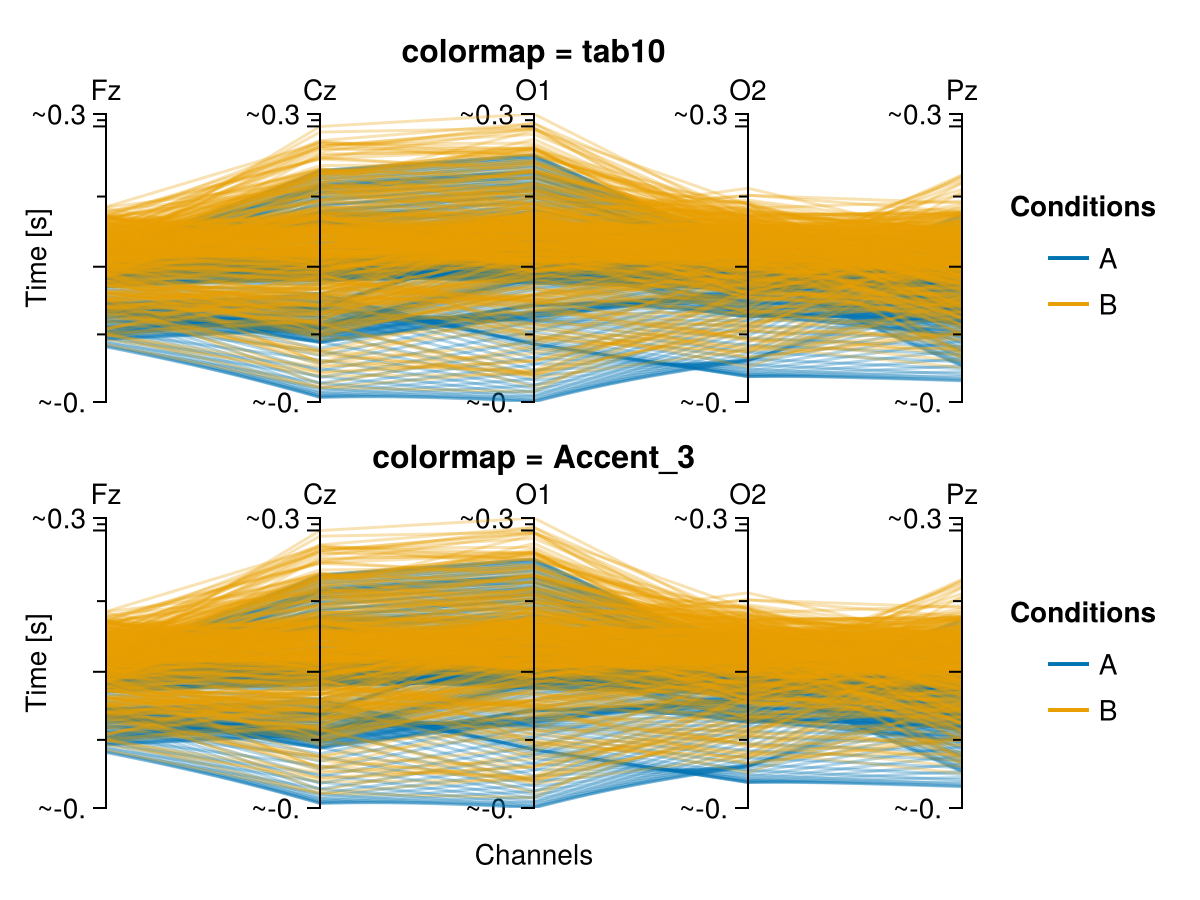 colormap = tab10
Fz Cz O1 O2 Pz
~0.3 ~0.3 ~0.3 ~0.3 ~0.3
Time [s]
~-0. ~-0. ~-0. ~-0. ~-0.
Conditions
A
B
colormap = Accent_3
Fz Cz O1 O2 Pz
~0.3 ~0.3 ~0.3 ~0.3 ~0.3
Time [s]
~-0. ~-0. ~-0. ~-0. ~-0.
Conditions
A
B
Channels